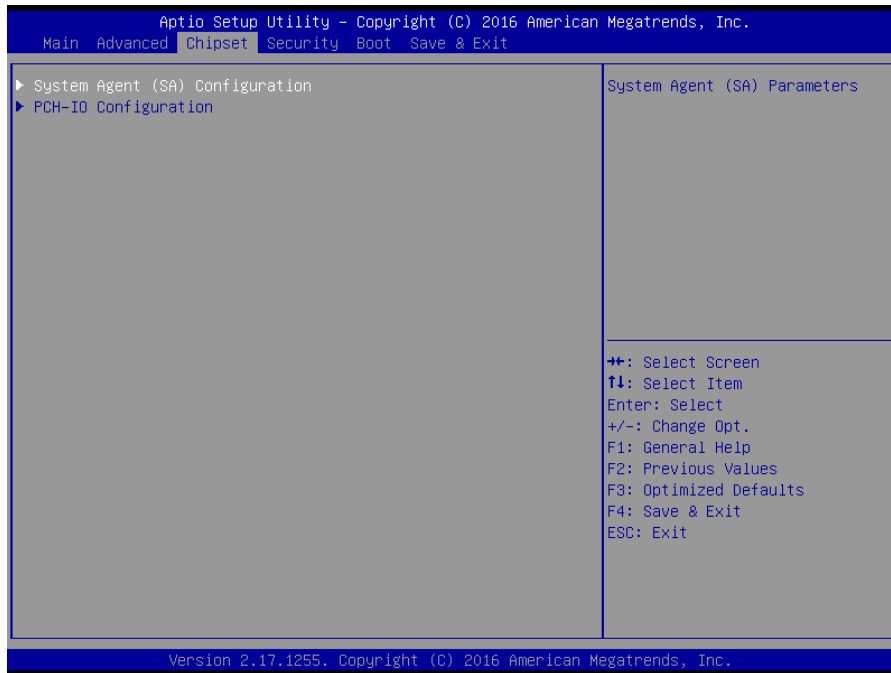 Aptio Setup Utility – Copyright (C) 2016 American Megatrends, Inc.
Main Advanced Chipset Security Boot Save & Exit
▶ System Agent (SA) Configuration
▶ PCH-IO Configuration
System Agent (SA) Parameters
→←: Select Screen
↑↓: Select Item
Enter: Select
+/-: Change Opt.
F1: General Help
F2: Previous Values
F3: Optimized Defaults
F4: Save & Exit
ESC: Exit
Version 2.17.1255. Copyright (C) 2016 American Megatrends, Inc.